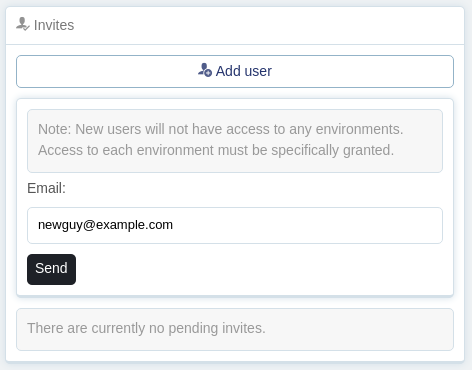 Invites
Add user
Note: New users will not have access to any environments.
Access to each environment must be specifically granted.
Email:
newguy@example.com
Send
There are currently no pending invites.